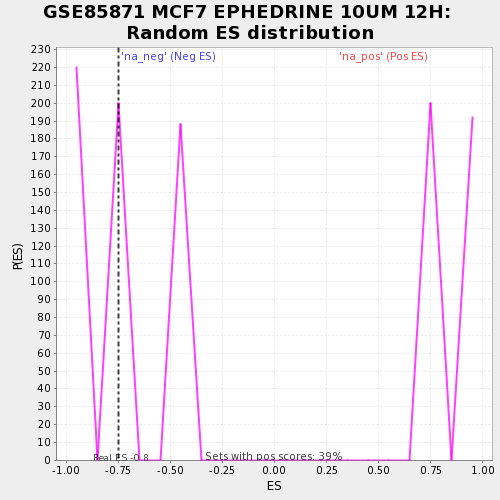 GSE85871 MCF7 EPHEDRINE 10UM 12H:
Random ES distribution
'na_neg' (Neg ES)
'na_pos' (Pos ES)
P(ES)
230
220
210
200
190
180
170
160
150
140
130
120
110
100
90
80
70
60
50
40
30
20
10
0
Real ES -0.8
Sets with pos scores: 39%
-1.00 -0.75 -0.50 -0.25 0.00 0.25 0.50 0.75 1.00
ES